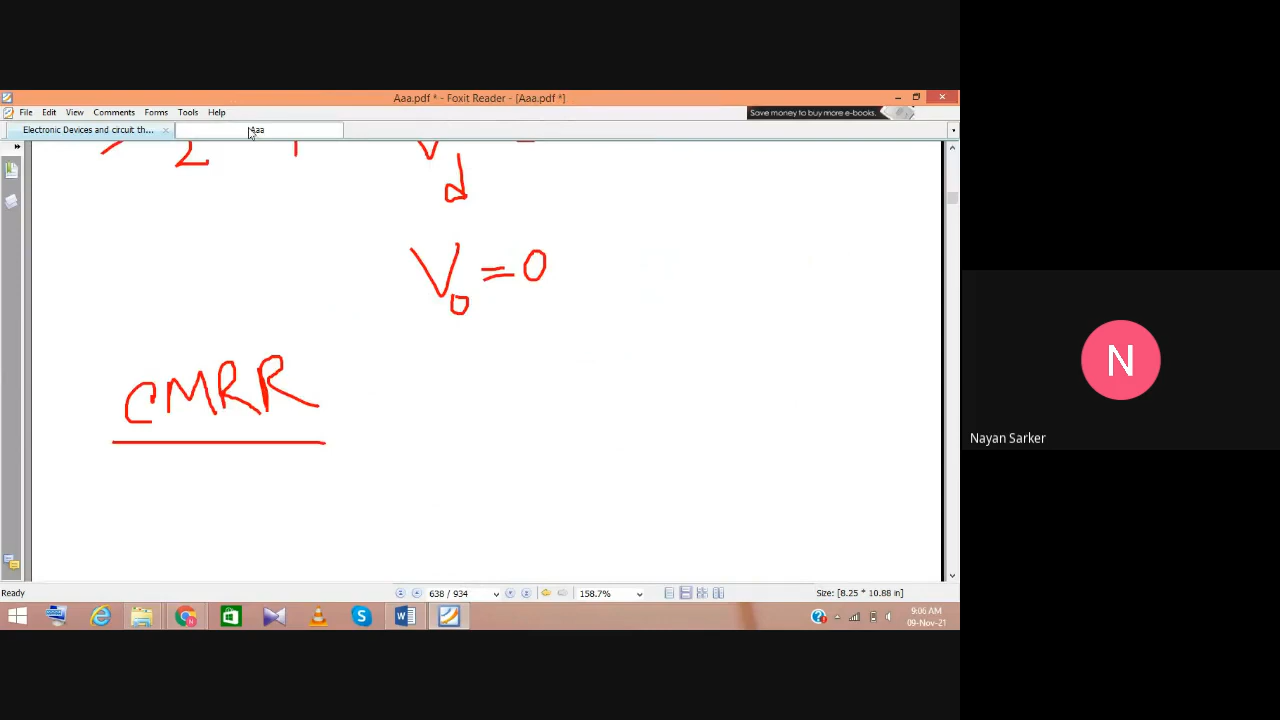 Aaa.pdf * - Foxit Reader - [Aaa.pdf *]
File Edit View Comments Forms Tools Help
Save money to buy more e-books.
Electronic Devices and circuit th...
Aaa
2
V
d
V
o
= 0
CMRR
Ready
638 / 934
158.7%
Size: [8.25 * 10.88 in]
9:06 AM
09-Nov-21
N
Nayan Sarker